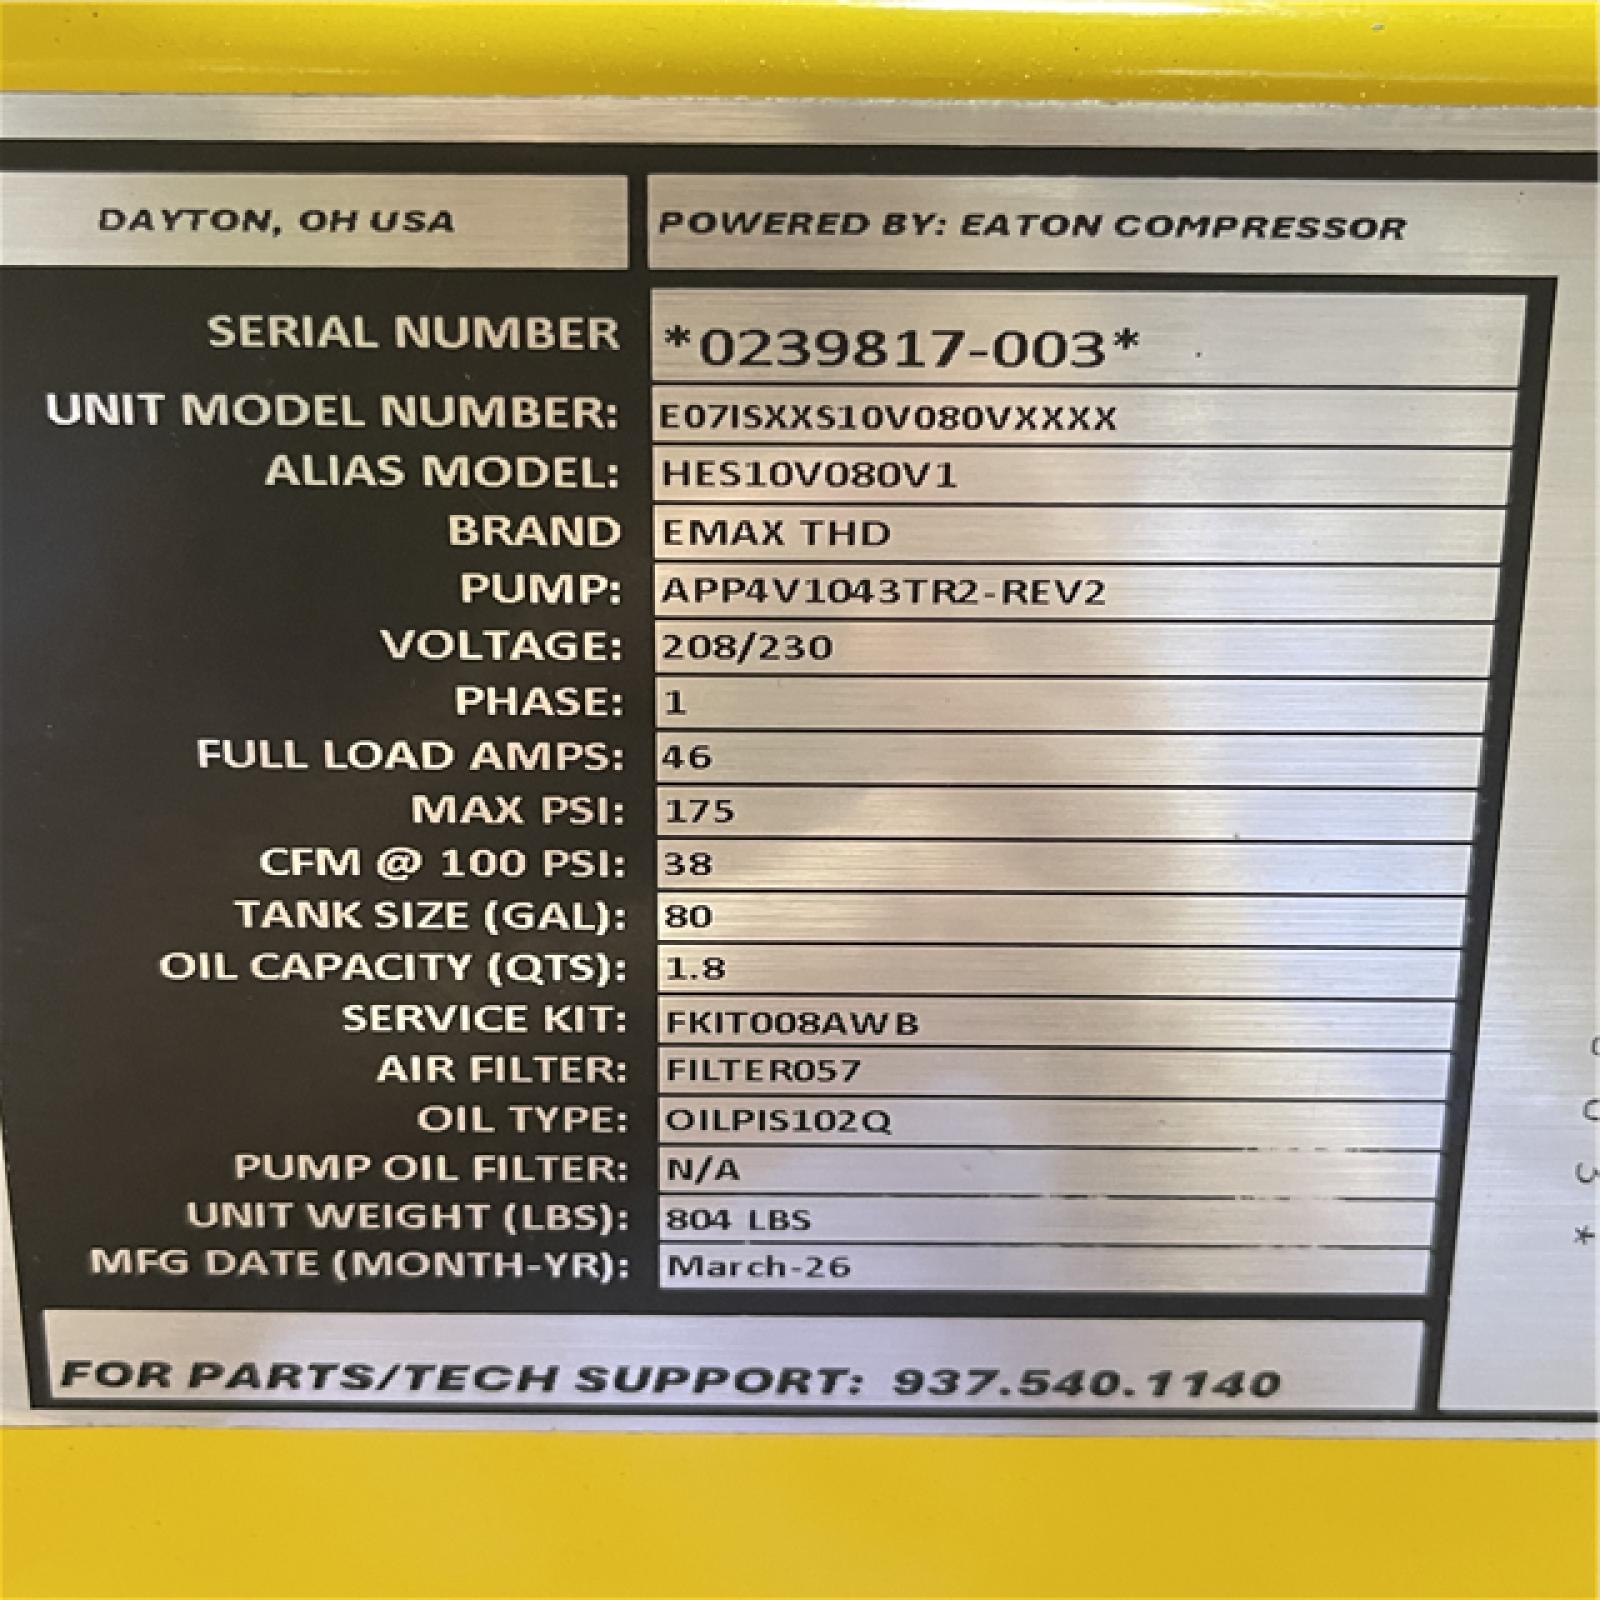 DAYTON, OH USA
POWERED BY: EATON COMPRESSOR
SERIAL NUMBER *0239817-003*
UNIT MODEL NUMBER: E07ISXXS10V080VXXXX
ALIAS MODEL: HES10V080V1
BRAND EMAX THD
PUMP: APP4V1043TR2-REV2
VOLTAGE: 208/230
PHASE: 1
FULL LOAD AMPS: 46
MAX PSI: 175
CFM @ 100 PSI: 38
TANK SIZE (GAL): 80
OIL CAPACITY (QTS): 1.8
SERVICE KIT: FKIT008AWB
AIR FILTER: FILTER057
OIL TYPE: OILPIS102Q
PUMP OIL FILTER: N/A
UNIT WEIGHT (LBS): 804 LBS
MFG DATE (MONTH-YR): March-26
FOR PARTS/TECH SUPPORT: 937.540.1140